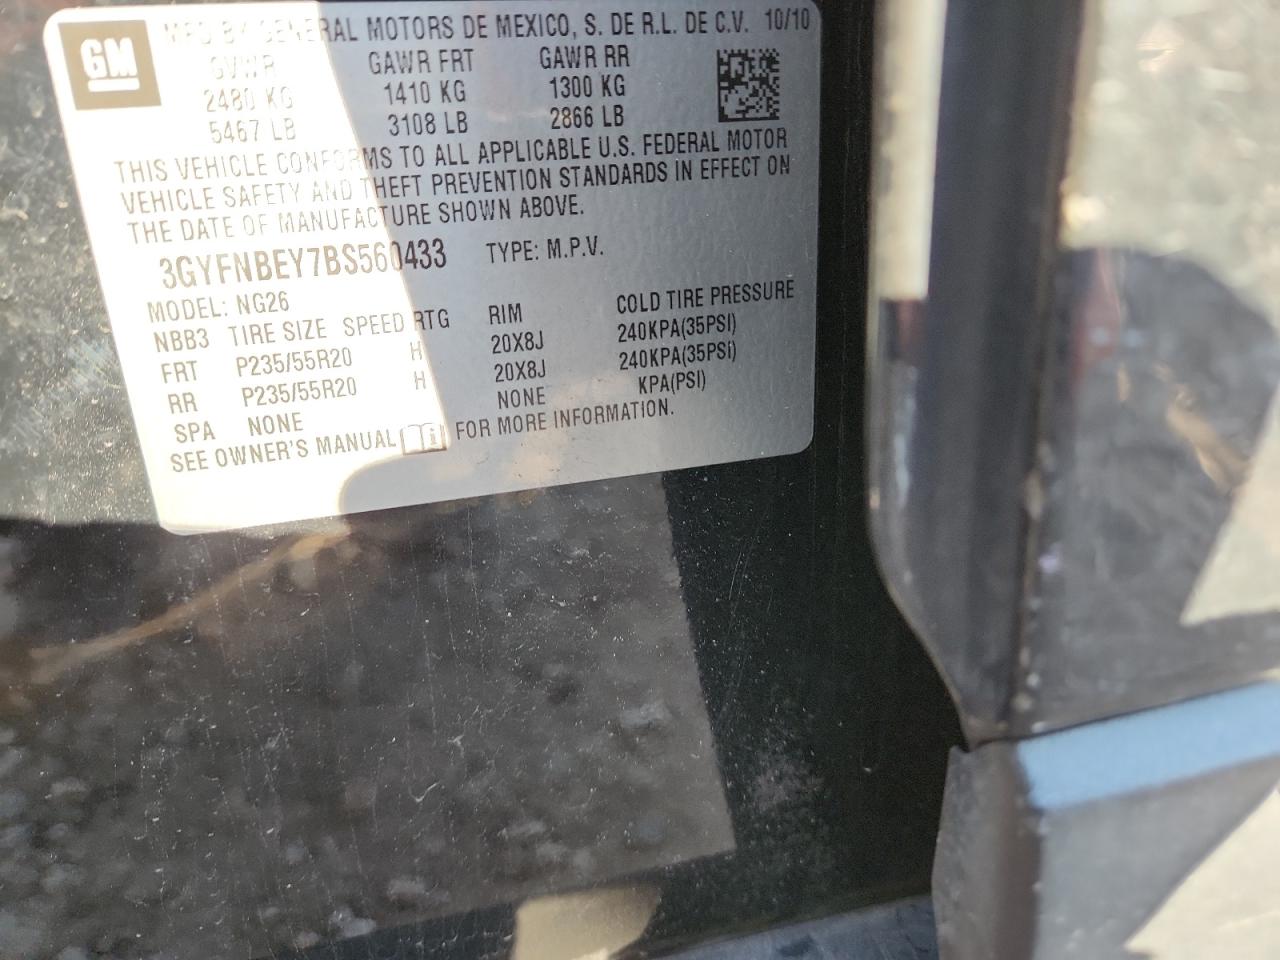 GM
MFD BY GENERAL MOTORS DE MEXICO, S. DE R.L. DE C.V. 10/10
GVWR GAWR FRT GAWR RR
2480 KG 1410 KG 1300 KG
5467 LB 3108 LB 2866 LB
THIS VEHICLE CONFORMS TO ALL APPLICABLE U.S. FEDERAL MOTOR
VEHICLE SAFETY AND THEFT PREVENTION STANDARDS IN EFFECT ON
THE DATE OF MANUFACTURE SHOWN ABOVE.
3GYFNBEY7BS560433 TYPE: M.P.V.
MODEL: NG26
NBB3 TIRE SIZE SPEED RTG RIM COLD TIRE PRESSURE
FRT P235/55R20 H 20X8J 240KPA(35PSI)
RR P235/55R20 H 20X8J 240KPA(35PSI)
SPA NONE NONE KPA(PSI)
SEE OWNER'S MANUAL FOR MORE INFORMATION.